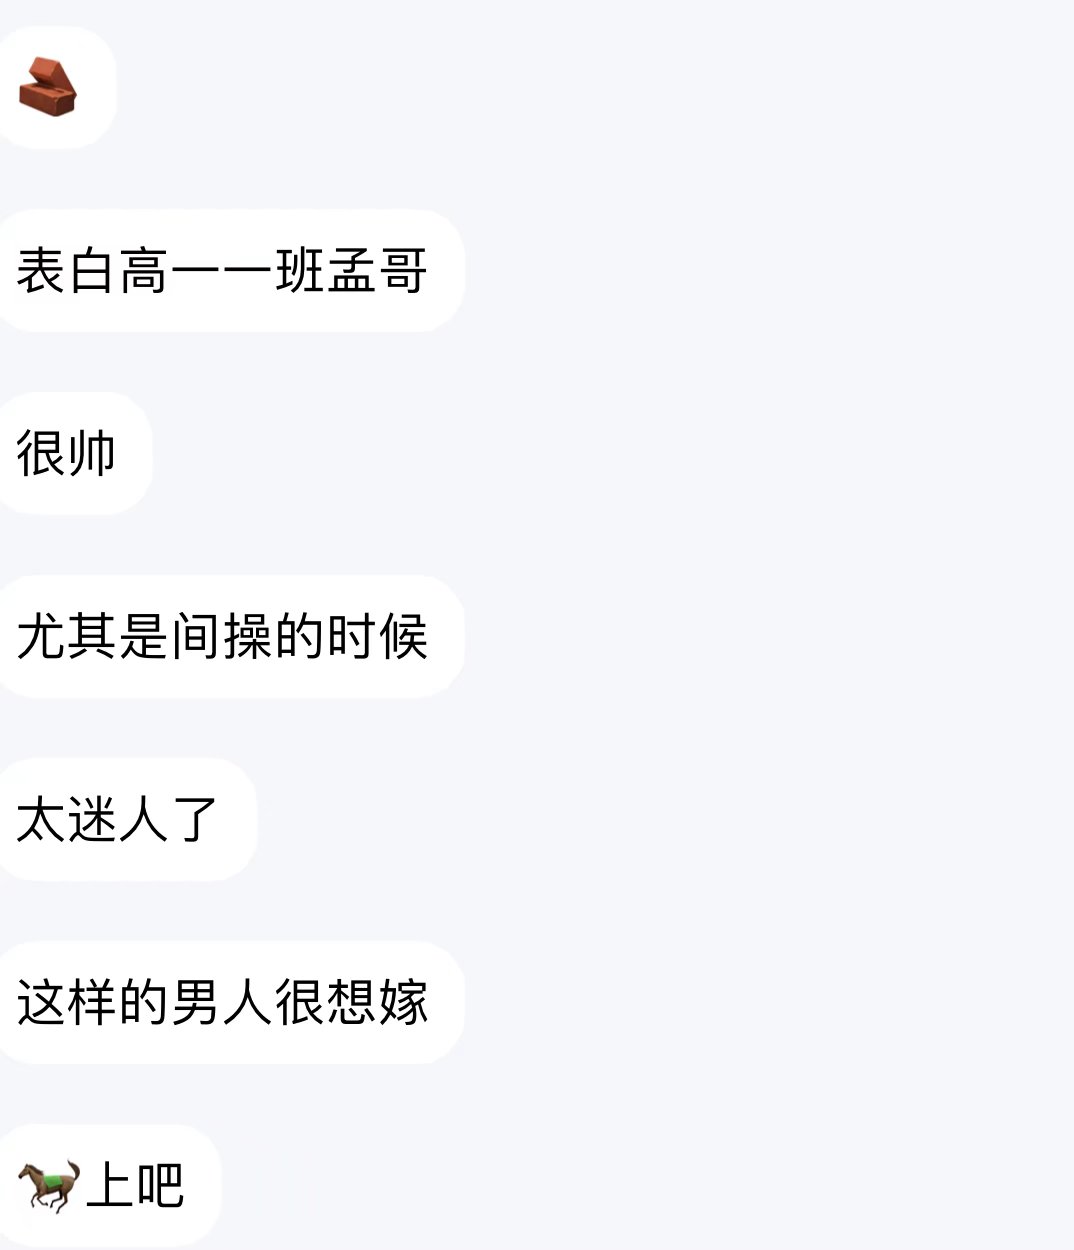 🧱
表白高一一班孟哥
很帅
尤其是间操的时候
太迷人了
这样的男人很想嫁
🐎上吧